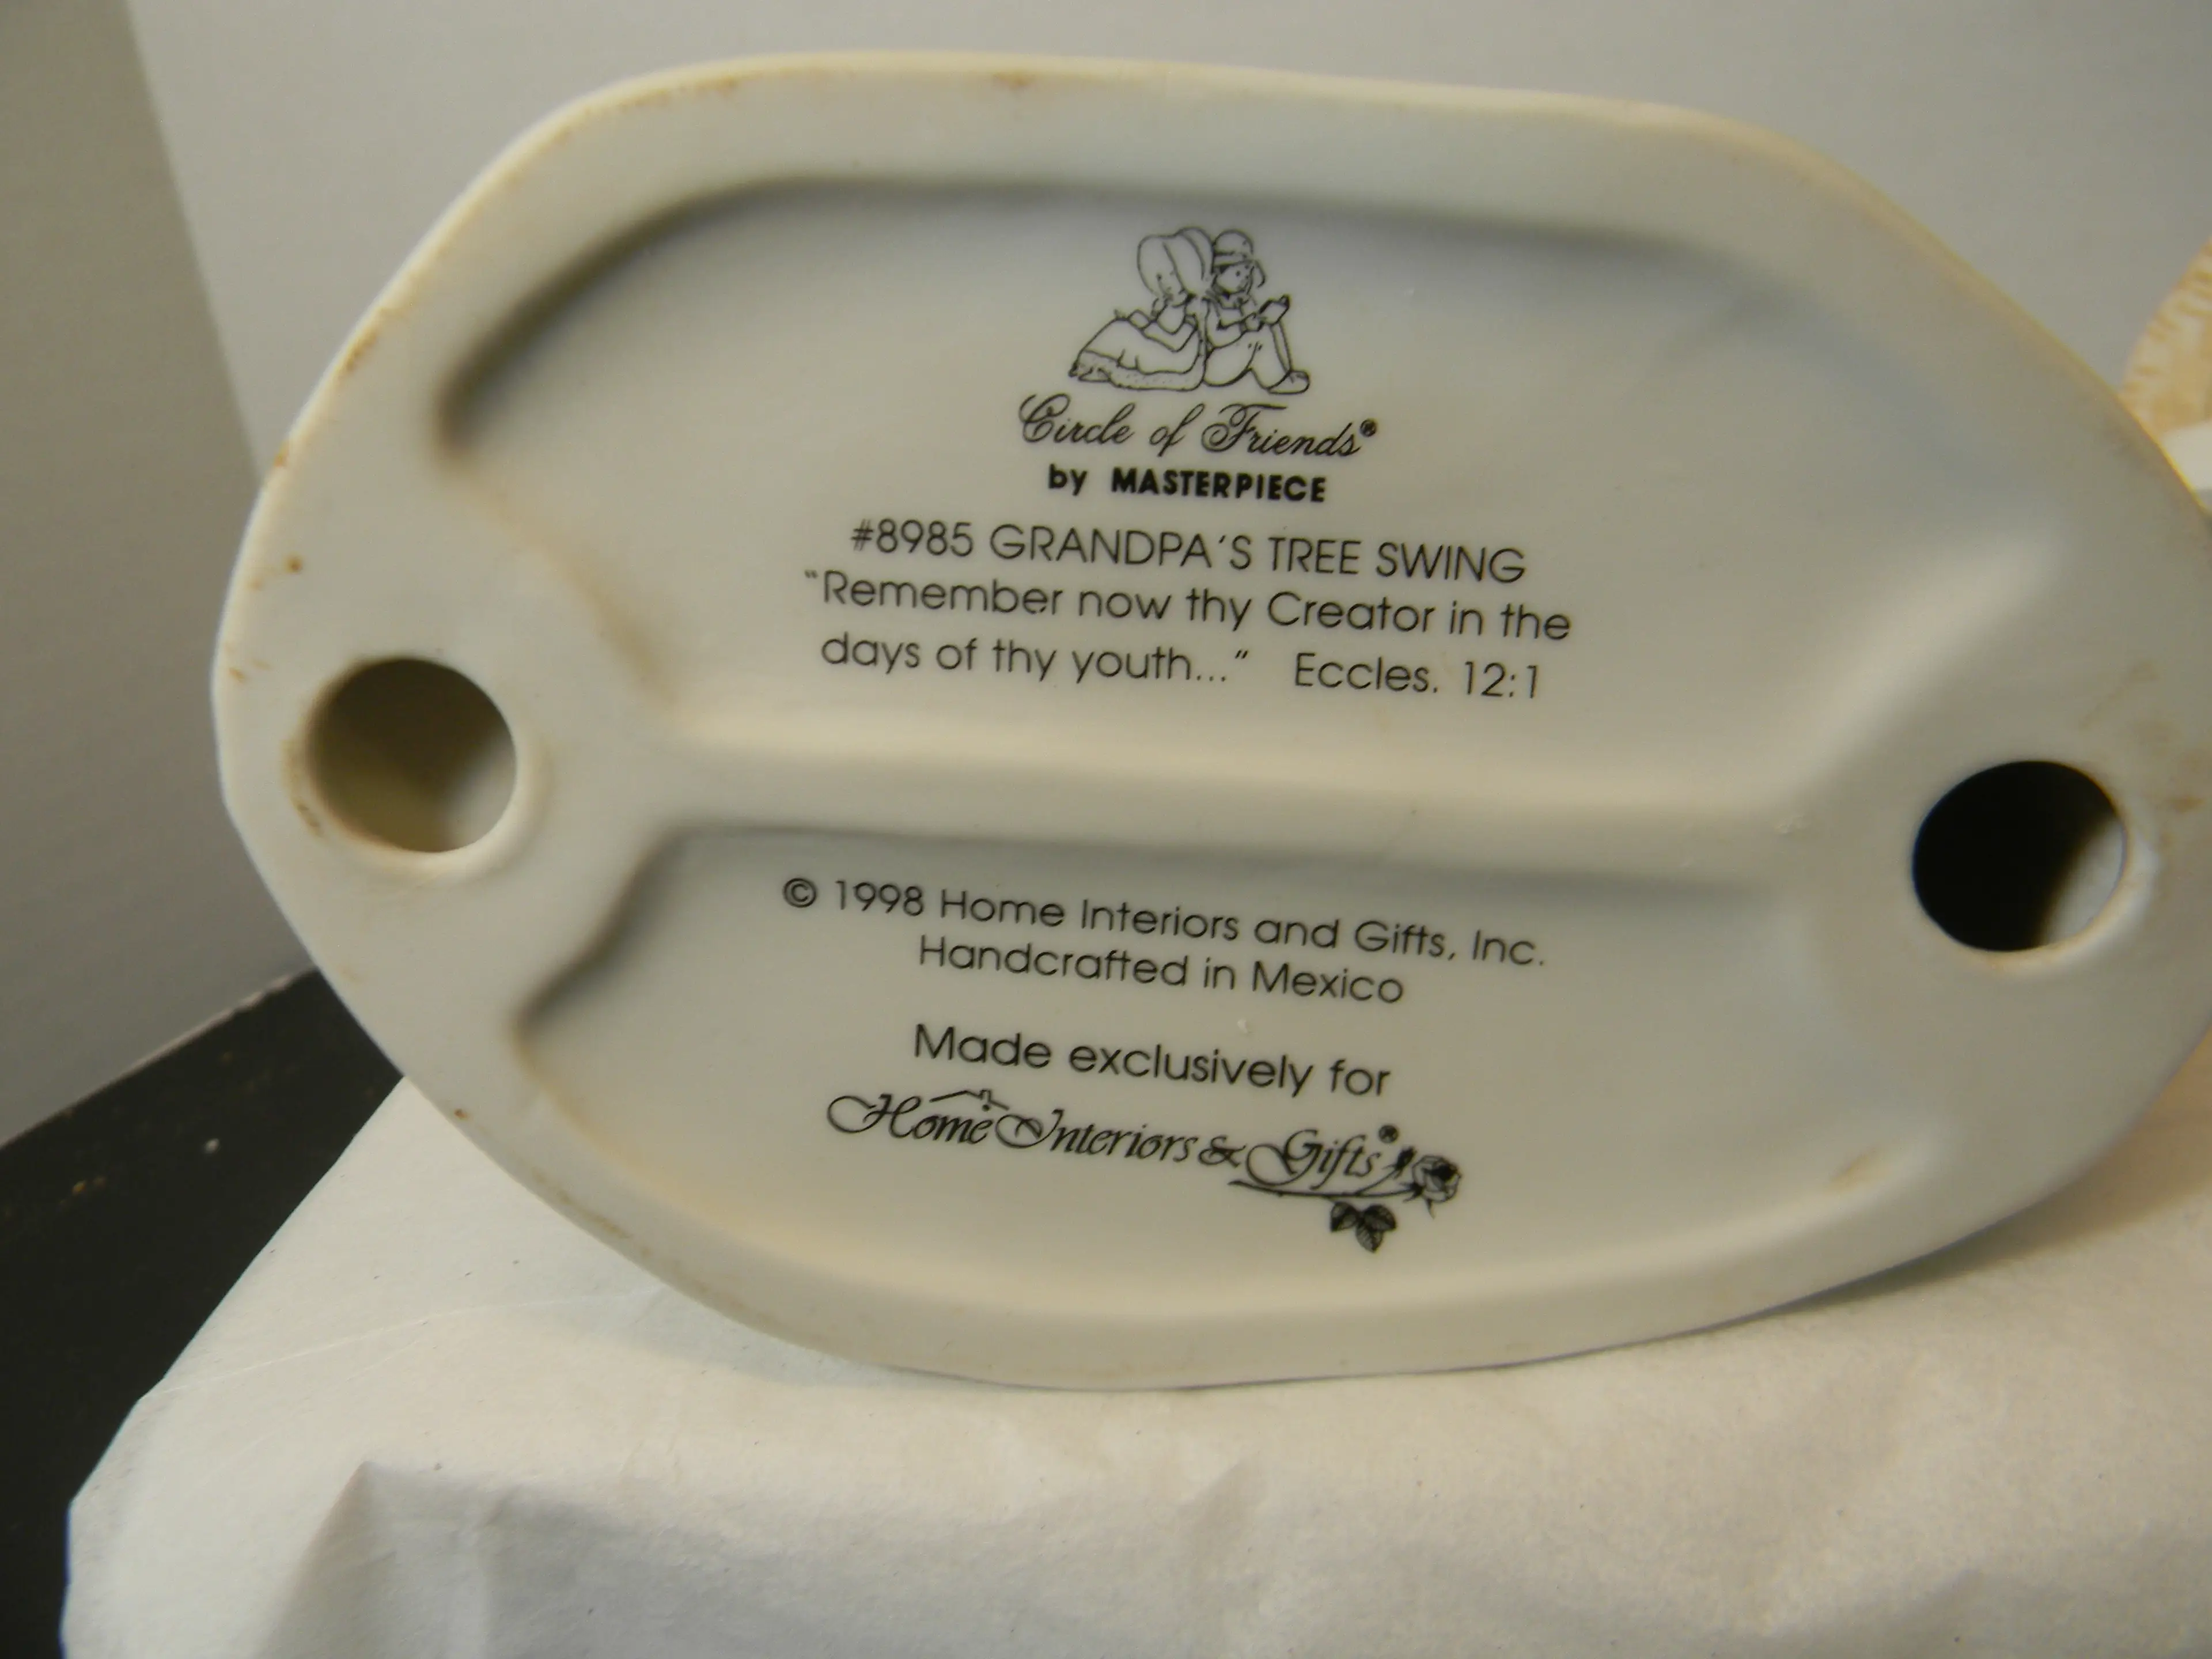 Circle of Friends®
by MASTERPIECE
#8985 GRANDPA'S TREE SWING
"Remember now thy Creator in the
days of thy youth..." Eccles. 12:1
© 1998 Home Interiors and Gifts, Inc.
Handcrafted in Mexico
Made exclusively for
Home Interiors & Gifts®